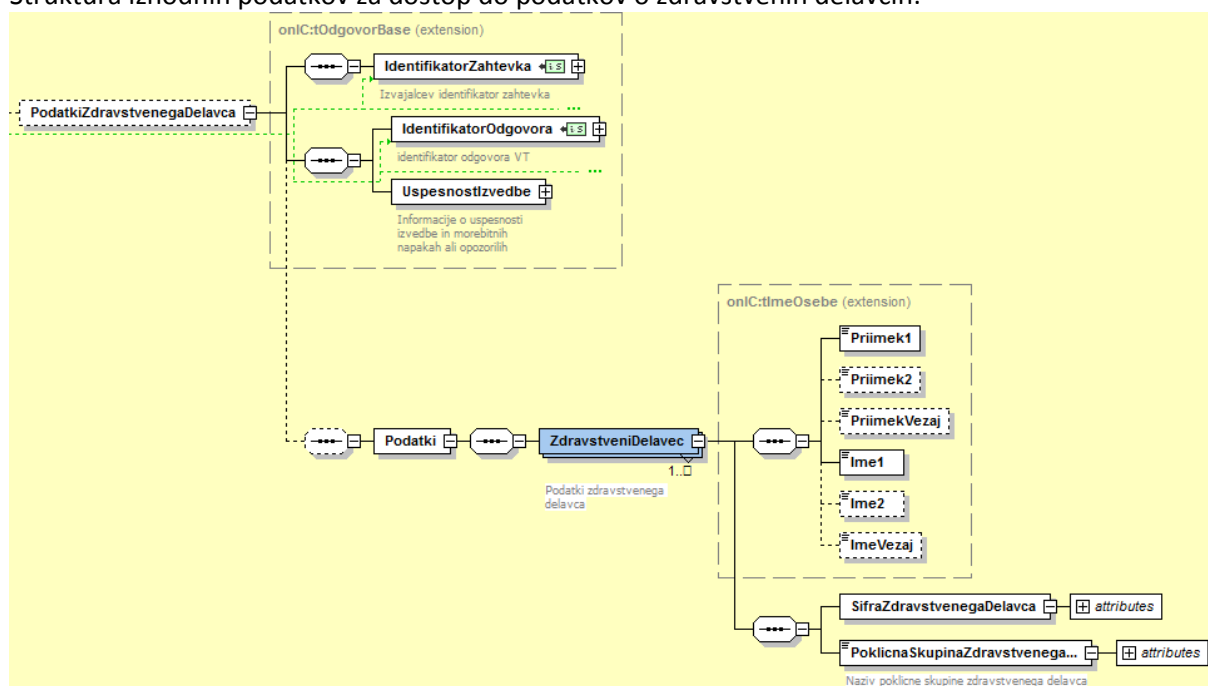 Struktura izhodnih podatkov za dostop do podatkov o zdravstvenih delavcih:
onIC:tOdgovorBase (extension)
IdentifikatorZahtevka
Izvajalcev identifikator zahtevka
PodatkiZdravstvenegaDelavca
IdentifikatorOdgovora
identifikator odgovora VT
UspesnostIzvedbe
Informacije o uspesnosti
izvedbe in morebitnih
napakah ali opozorilih
onIC:tImeOsebe (extension)
Priimek1
Priimek2
PriimekVezaj
Podatki
ZdravstveniDelavec
1..
Podatki zdravstvenega
delavca
Ime1
Ime2
ImeVezaj
SifraZdravstvenegaDelavca
attributes
PoklicnaSkupinaZdravstvenega...
attributes
Naziv poklicne skupine zdravstvenega delavca